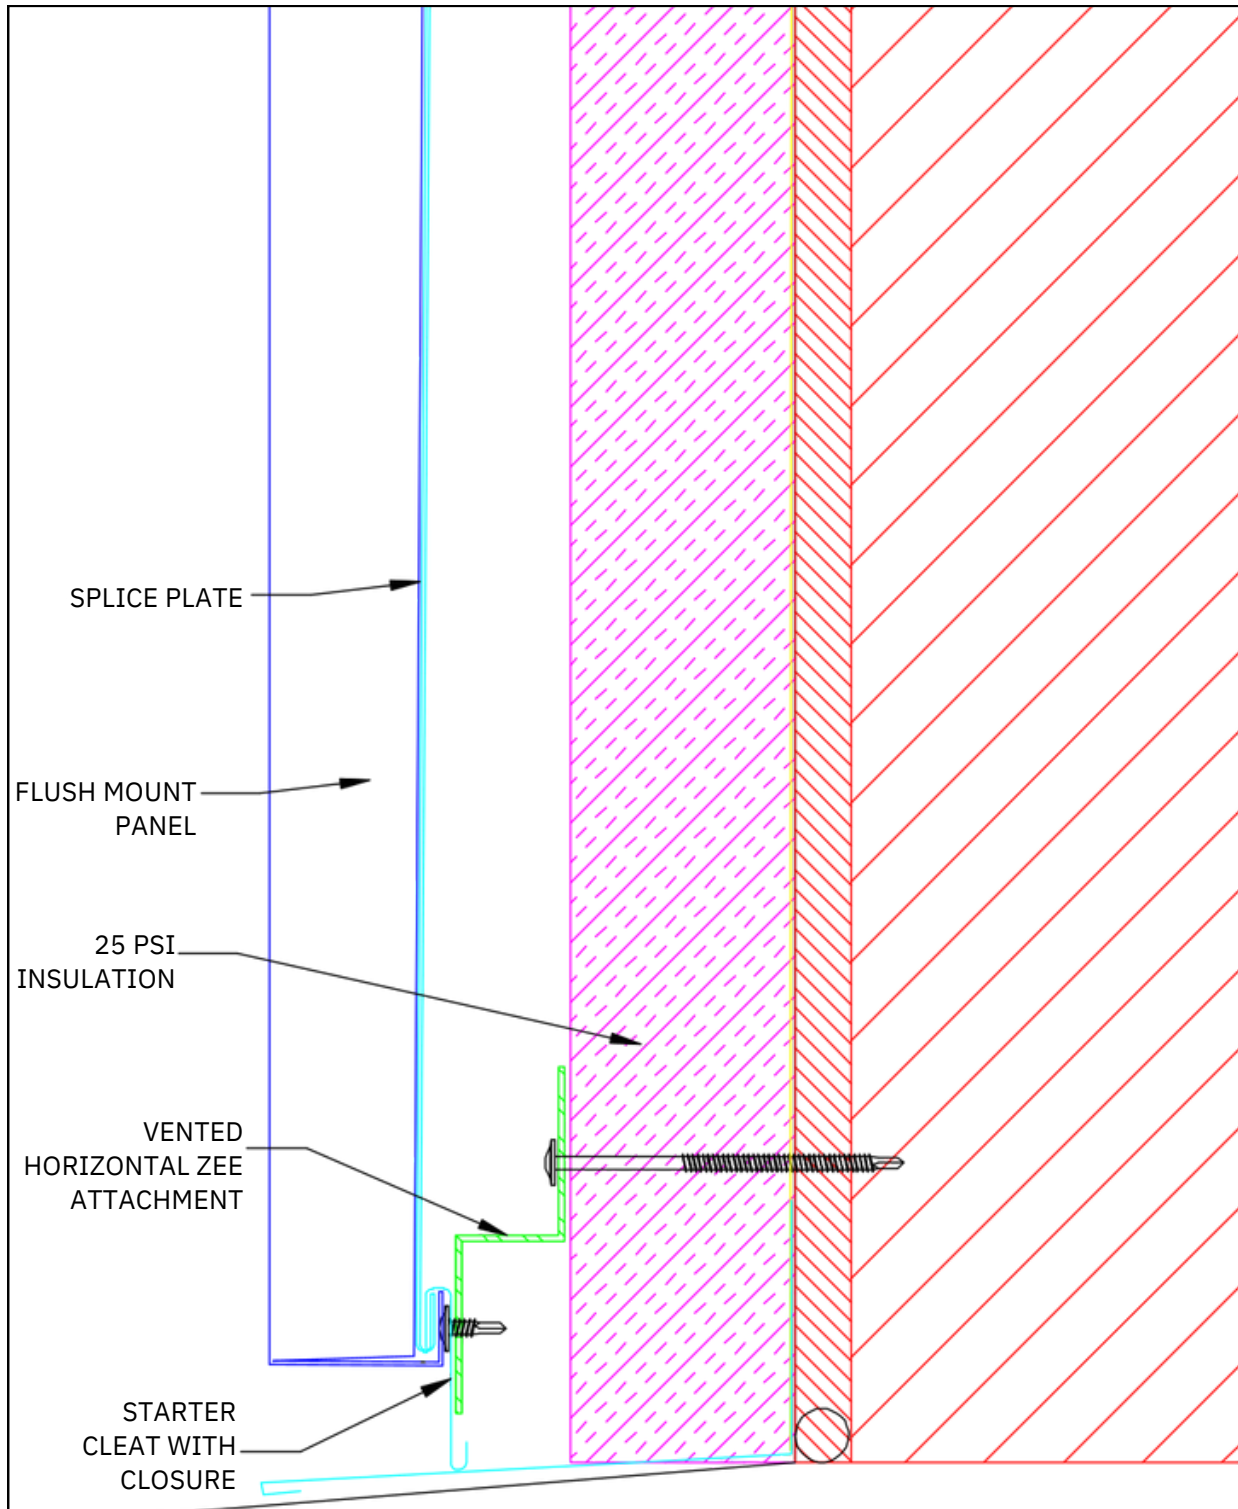 SPLICE PLATE
FLUSH MOUNT
PANEL
25 PSI
INSULATION
VENTED
HORIZONTAL ZEE
ATTACHMENT
STARTER
CLEAT WITH
CLOSURE